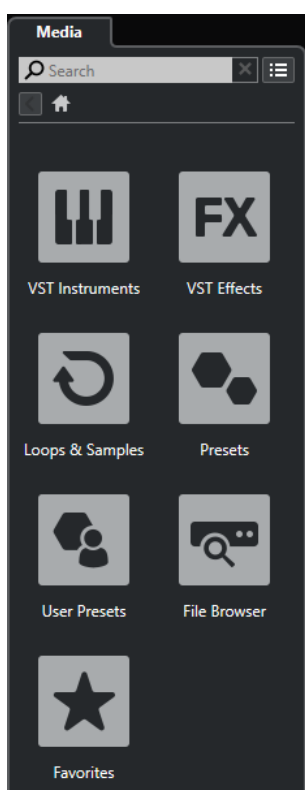 Media
Search
VST Instruments
FX
VST Effects
Loops & Samples
Presets
User Presets
File Browser
Favorites